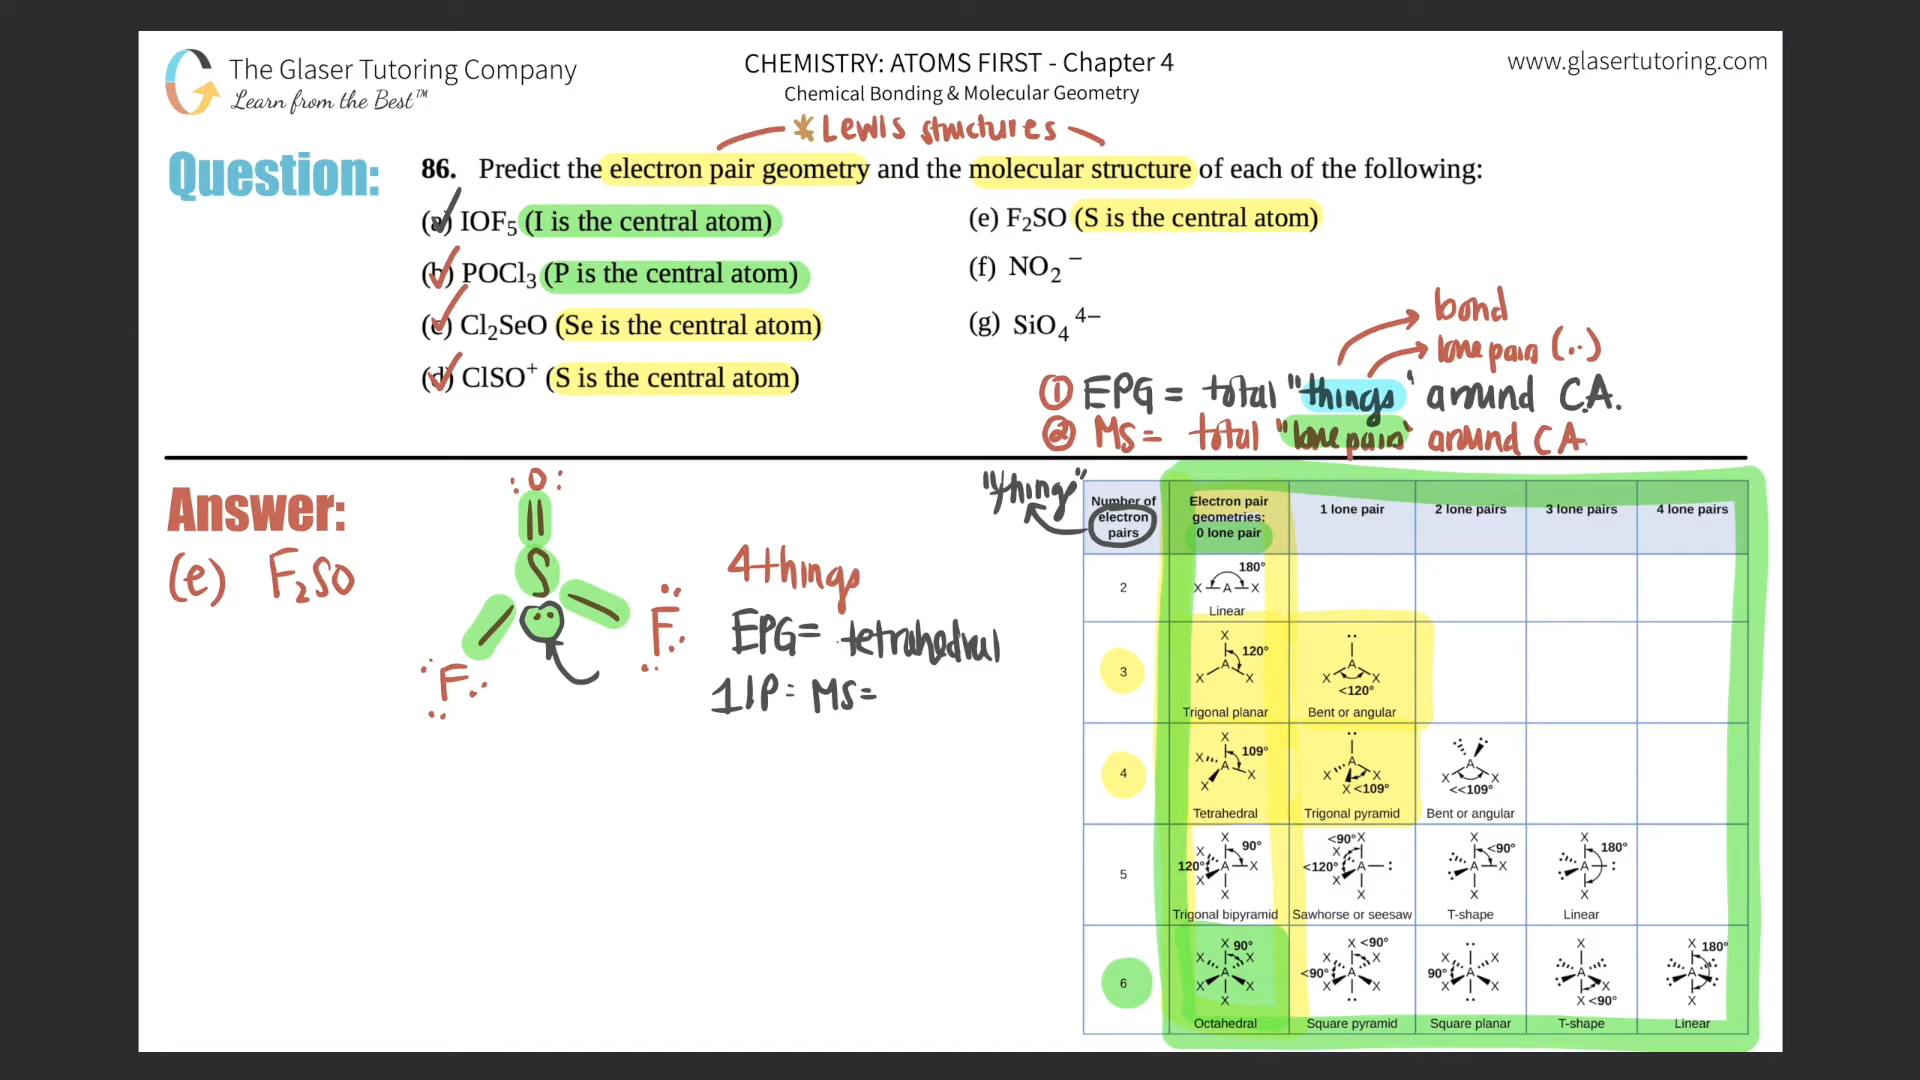 The Glaser Tutoring Company
Learn from the Best™
CHEMISTRY: ATOMS FIRST - Chapter 4
Chemical Bonding & Molecular Geometry
www.glasertutoring.com
* Lewis structures
Question:
86. Predict the electron pair geometry and the molecular structure of each of the following:
(a) IOF5 (I is the central atom)
(b) POCl3 (P is the central atom)
(c) Cl2SeO (Se is the central atom)
(d) ClSO+ (S is the central atom)
(e) F2SO (S is the central atom)
(f) NO2 −
(g) SiO4 4−
bond
lone pair (..)
① EPG = total "things" around C.A.
② MS = total "lone pair" around CA.
Answer:
(e) F2SO
:O:
S
F
F
4 things
EPG = tetrahedral
1 LP = MS =
"things"
Number of electron pairs
Electron pair geometries: 0 lone pair
1 lone pair
2 lone pairs
3 lone pairs
4 lone pairs
2
180°
X A X
Linear
3
X
120°
A
X X
Trigonal planar
A
X X
<120°
Bent or angular
4
X
109°
X A X
X
Tetrahedral
A
X X
X <109°
Trigonal pyramid
A
X X
<<109°
Bent or angular
5
X
90°
X
120° A X
X
X
Trigonal bipyramid
<90° X
X
<120° A :
X
X
Sawhorse or seesaw
X
<90°
A X
X
T-shape
X
180°
A :
X
Linear
6
X 90°
X X
A
X X
X
Octahedral
X <90°
X X
<90° A
X X
Square pyramid
X X
90° A
X X
Square planar
X
A
X
X <90°
T-shape
X 180°
A
X
Linear